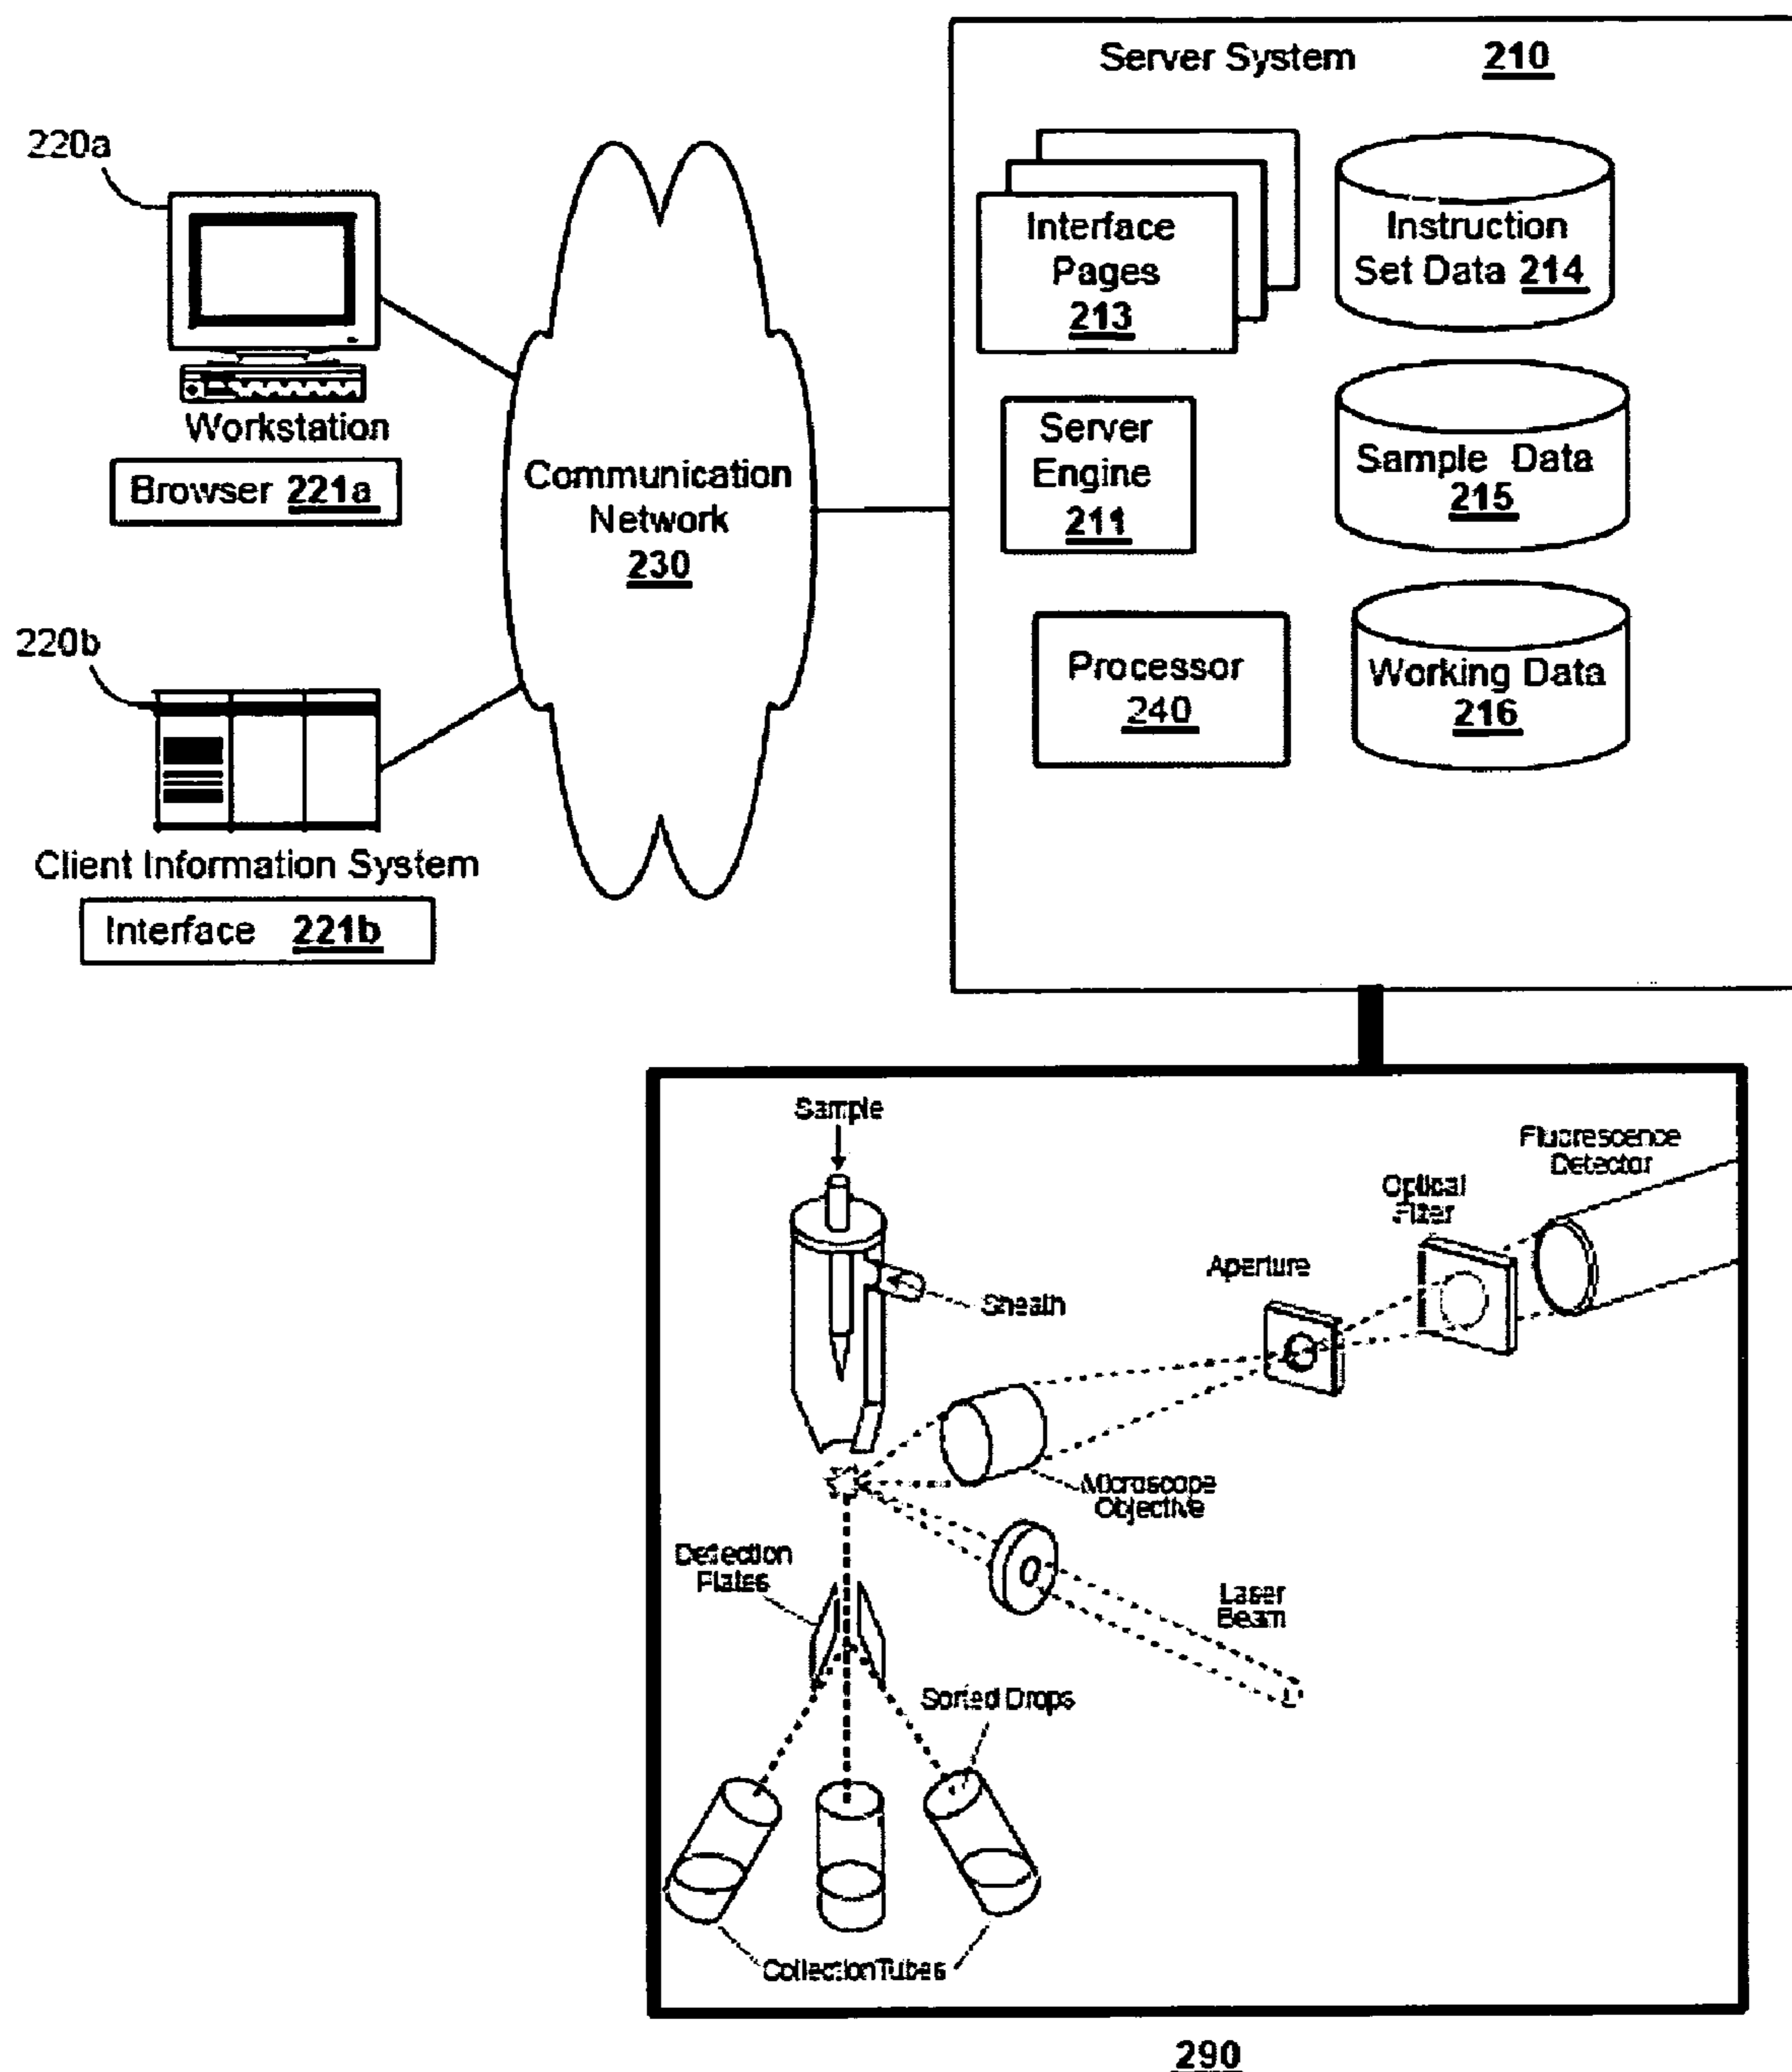 Server System 210
220a
Interface
Pages
213
Instruction
Set Data 214
Workstation
Browser 221a
Communication
Network
230
Server
Engine
211
Sample Data
215
220b
Processor
240
Working Data
216
Client Information System
Interface 221b
Sample
Fluorescence
Detector
Optical
Filter
Aperture
Sheath
Microscope
Objective
Plates
Laser
Beam
Sorted Drops
Collection Tubes
290